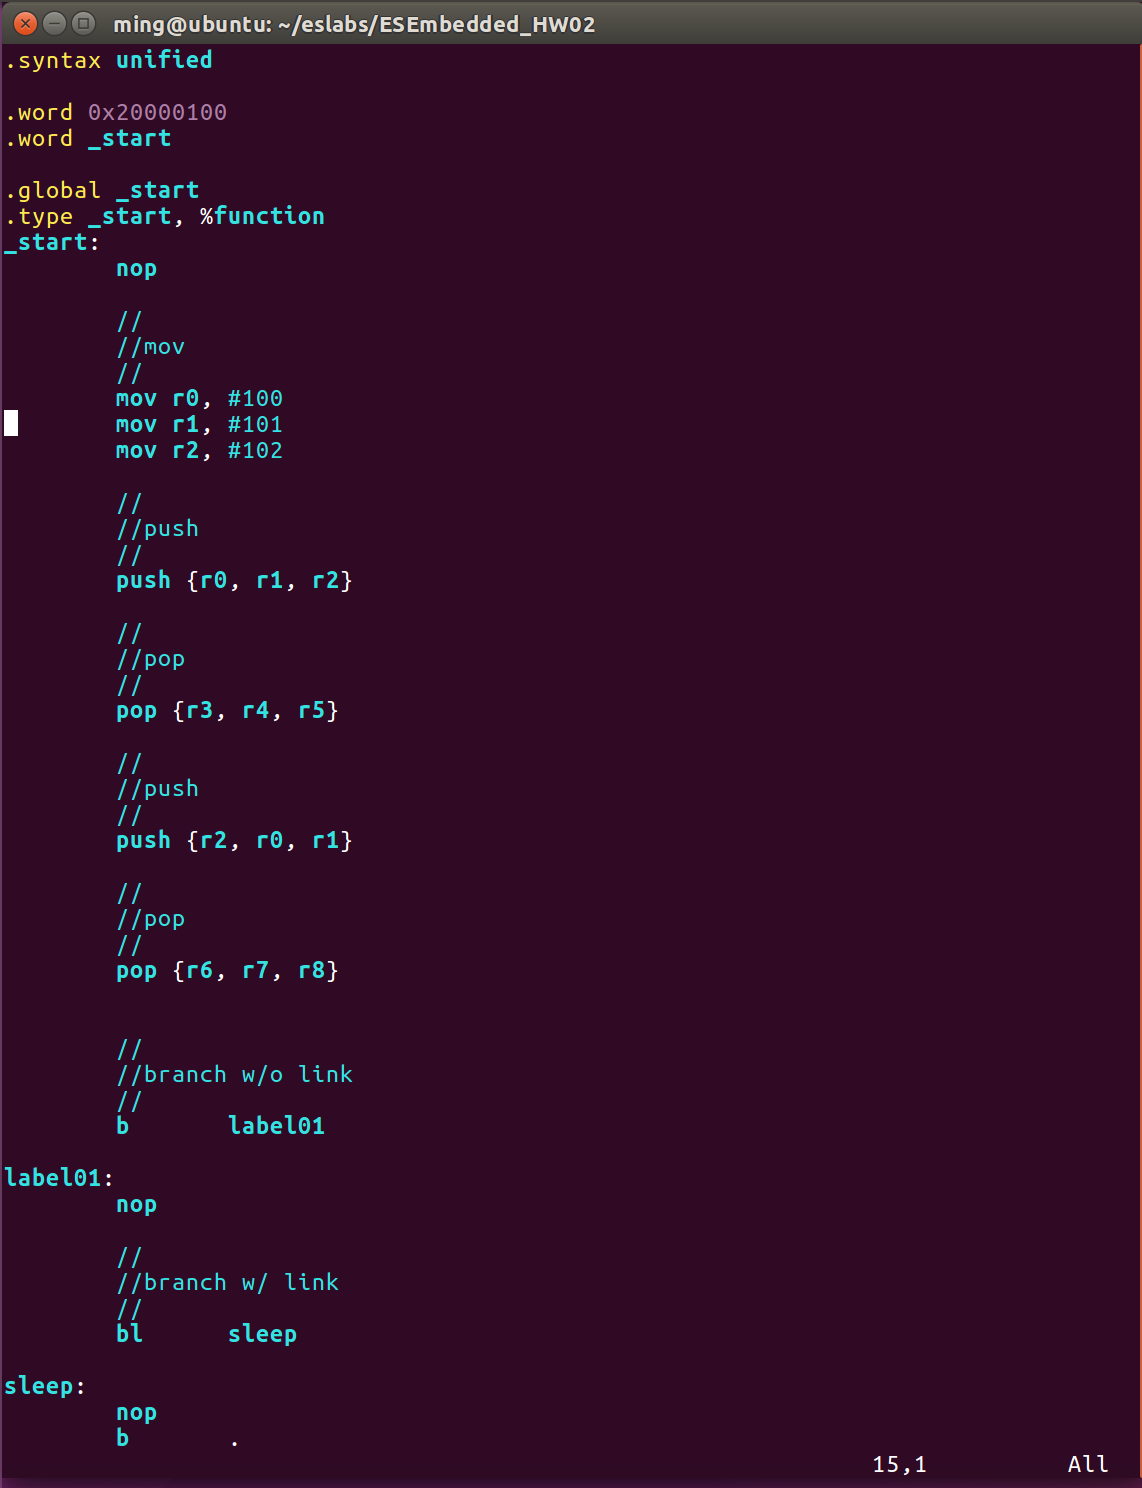 ming@ubuntu: ~/eslabs/ESEmbedded_HW02
.syntax unified
.word 0x20000100
.word _start
.global _start
.type _start, %function
_start:
nop
//
//mov
//
mov r0, #100
mov r1, #101
mov r2, #102
//
//push
//
push {r0, r1, r2}
//
//pop
//
pop {r3, r4, r5}
//
//push
//
push {r2, r0, r1}
//
//pop
//
pop {r6, r7, r8}
//
//branch w/o link
//
b label01
label01:
nop
//
//branch w/ link
//
bl sleep
sleep:
nop
b .
15,1 All